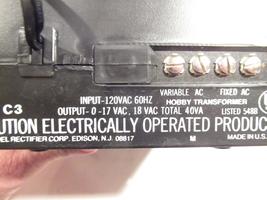 C3
INPUT-120VAC 60HZ
VARIABLE AC FIXED AC
HOBBY TRANSFORMER
OUTPUT- 0 -17 VAC, 18 VAC TOTAL 40VA
LISTED 548B
UTION ELECTRICALLY OPERATED PRODUC
DEL RECTIFIER CORP. EDISON, N.J. 08817 M MADE IN U.S.